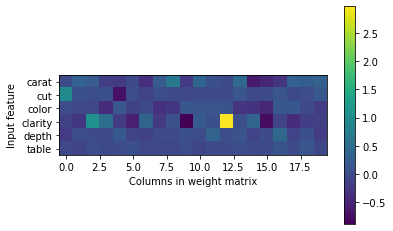 carat
cut
color
clarity
depth
table
Input feature
0.0 2.5 5.0 7.5 10.0 12.5 15.0 17.5
Columns in weight matrix
2.5
2.0
1.5
1.0
0.5
0.0
−0.5